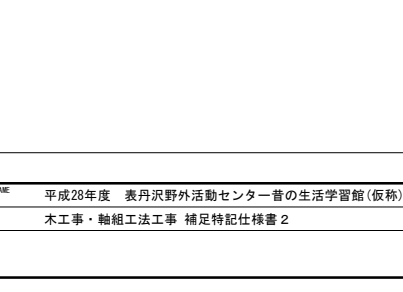 平成28年度　表丹沢野外活動センター昔の生活学習館(仮称)
木工事・軸組工法工事 補足特記仕様書２